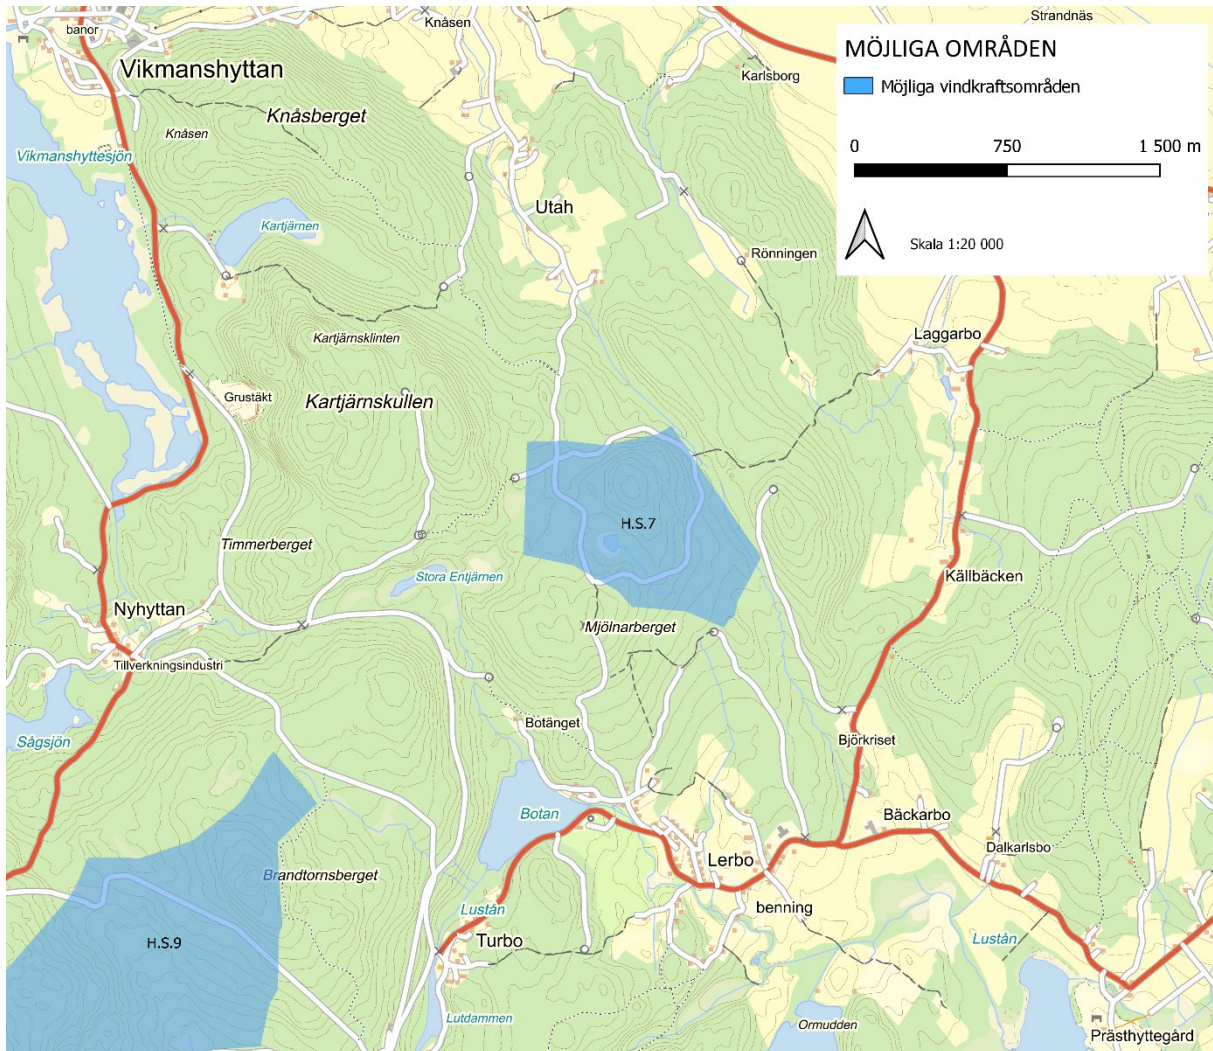 banor
Knåsen
Strandnäs
Vikmanshyttan
Karlsborg
MÖJLIGA OMRÅDEN
Möjliga vindkraftsområden
0 750 1 500 m
Skala 1:20 000
Knåsberget
Knåsen
Vikmanshyttesjön
Utah
Kartjärnen
Rönningen
Kartjärnsklinten
Laggarbo
Grustäkt
Kartjärnskullen
H.S.7
Timmerberget
Stora Entjärnen
Källbäcken
Nyhyttan
Mjölnarberget
Tillverkningsindustri
Botänget
Sågsjön
Björkriset
Botan
Bäckarbo
Dalkarlsbo
Lerbo
Brandtornsberget
benning
Lustån
Turbo
H.S.9
Lustån
Lutdammen
Ormudden
Prästhyttegård